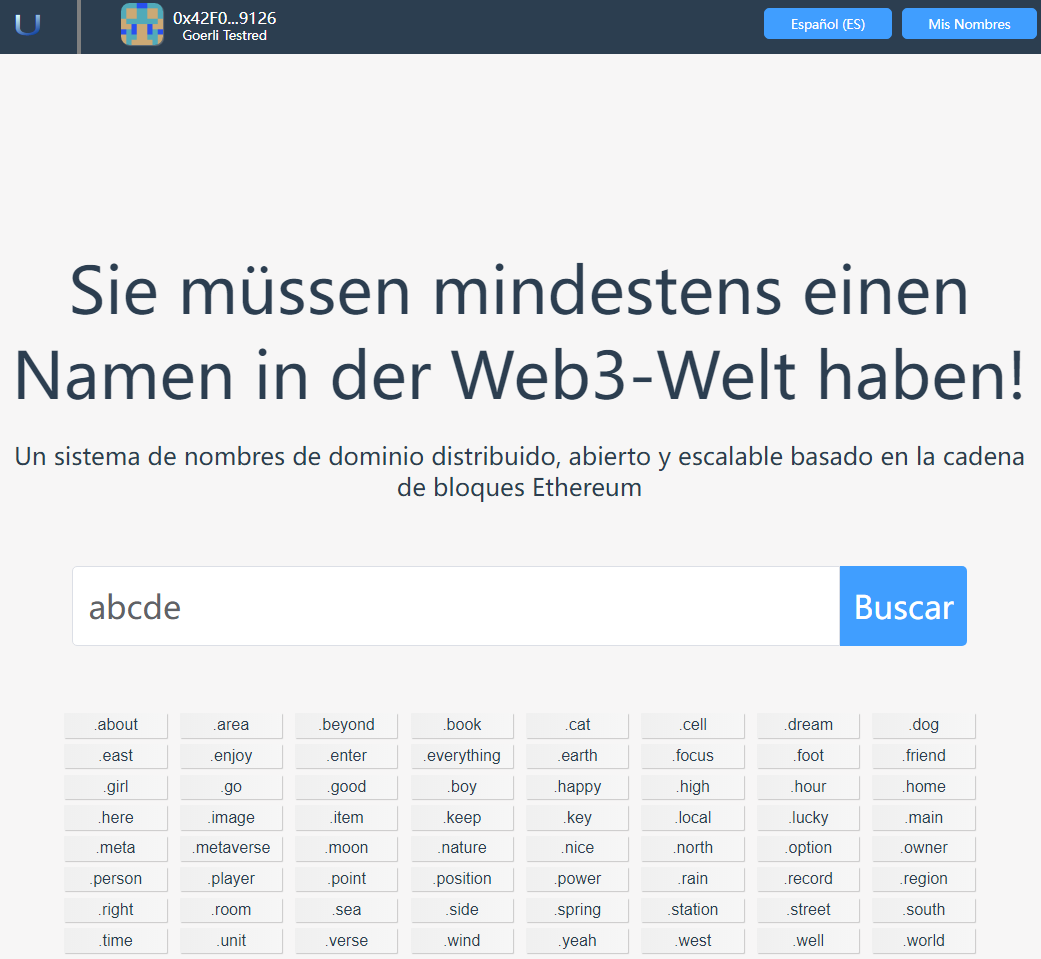 U
0x42F0...9126
Goerli Testred
Español (ES)
Mis Nombres
Sie müssen mindestens einen
Namen in der Web3-Welt haben!
Un sistema de nombres de dominio distribuido, abierto y escalable basado en la cadena
de bloques Ethereum
abcde
Buscar
.about .area .beyond .book .cat .cell .dream .dog
.east .enjoy .enter .everything .earth .focus .foot .friend
.girl .go .good .boy .happy .high .hour .home
.here .image .item .keep .key .local .lucky .main
.meta .metaverse .moon .nature .nice .north .option .owner
.person .player .point .position .power .rain .record .region
.right .room .sea .side .spring .station .street .south
.time .unit .verse .wind .yeah .west .well .world